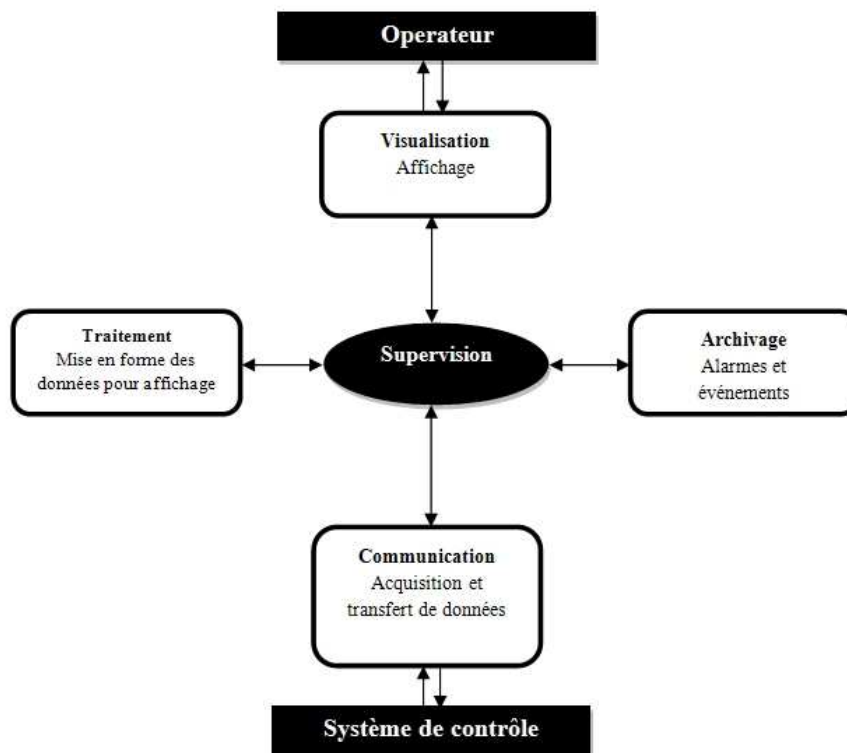 Operateur
Visualisation
Affichage
Traitement
Mise en forme des
données pour affichage
Supervision
Archivage
Alarmes et
événements
Communication
Acquisition et
transfert de données
Système de contrôle